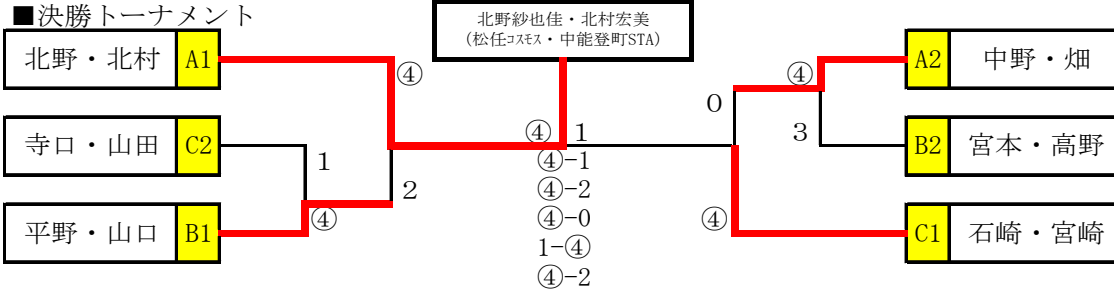 ■決勝トーナメント
北野紗也佳・北村宏美
(松任コスモス・中能登町STA)
北野・北村 A1
④
A2 中野・畑
④
0
寺口・山田 C2
1
④ 1
3
B2 宮本・高野
④-1
④-2
2
平野・山口 B1
④
④-0
④
C1 石崎・宮崎
1-④
④-2